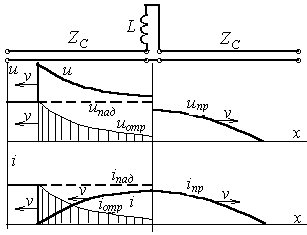 L
Z_C Z_C
u v u
u_пад u_пр
v u_отр v
x
i
i_пад i_пр
v v v
i_отр i
x